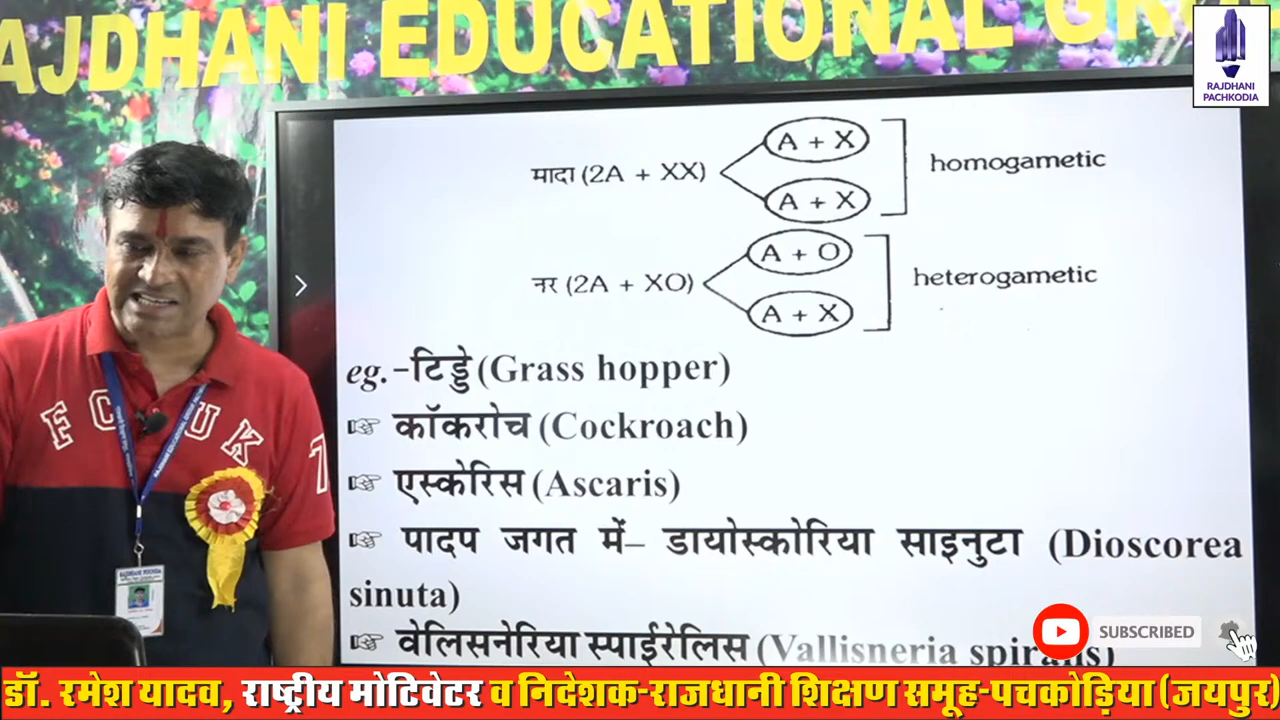 AJDHANI EDUCATIONAL GR
RAJDHANI
PACHKODIA
मादा (2A + XX)
A + X
A + X
homogametic
नर (2A + XO)
A + O
A + X
heterogametic
eg.-टिड्डे (Grass hopper)
☞ कॉकरोच (Cockroach)
☞ एस्केरिस (Ascaris)
☞ पादप जगत में– डायोस्कोरिया साइनुटा (Dioscorea
sinuta)
☞ वेलिसनेरिया स्पाईरेलिस (Vallisneria spiralis)
SUBSCRIBED
FCUK
7
डॉ. रमेश यादव, राष्ट्रीय मोटिवेटर व निदेशक-राजधानी शिक्षण समूह-पचकोड़िया (जयपुर)